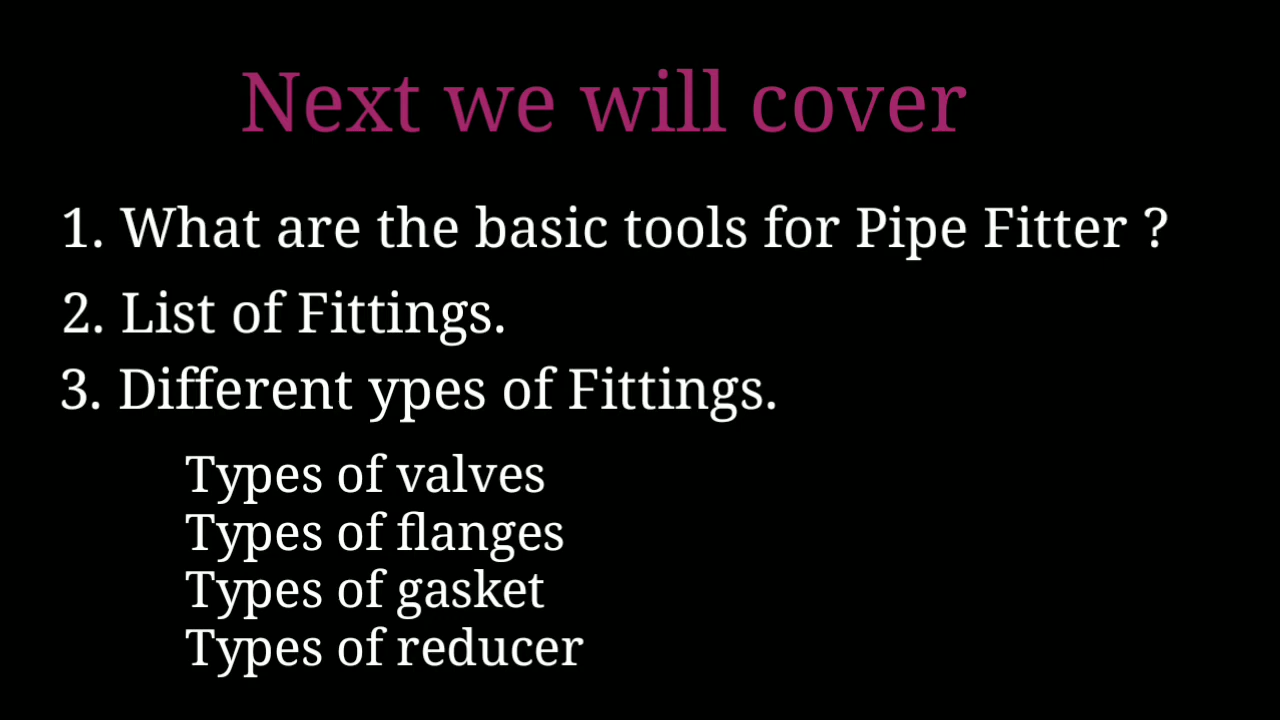 Next we will cover
1. What are the basic tools for Pipe Fitter ?
2. List of Fittings.
3. Different ypes of Fittings.
Types of valves
Types of flanges
Types of gasket
Types of reducer